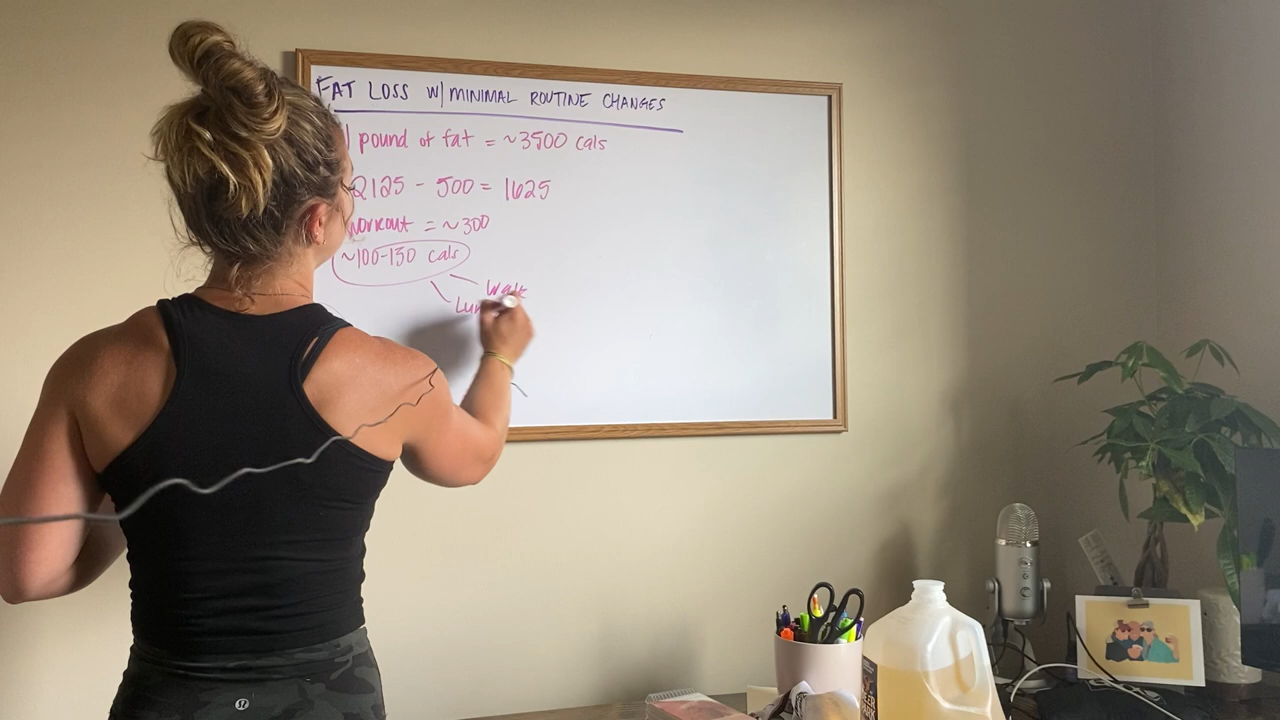 FAT LOSS W/ MINIMAL ROUTINE CHANGES
1 pound of fat = ~3500 cals
2125 - 500 = 1625
Workout = ~300
~100-130 cals
Walk